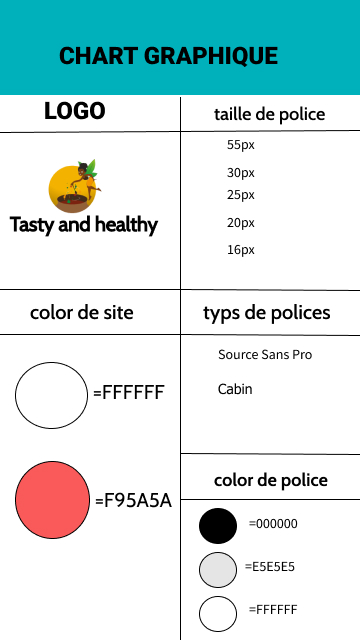 CHART GRAPHIQUE
LOGO
Tasty and healthy
taille de police
55px
30px
25px
20px
16px
color de site
=FFFFFF
=F95A5A
typs de polices
Source Sans Pro
Cabin
color de police
=000000
=E5E5E5
=FFFFFF